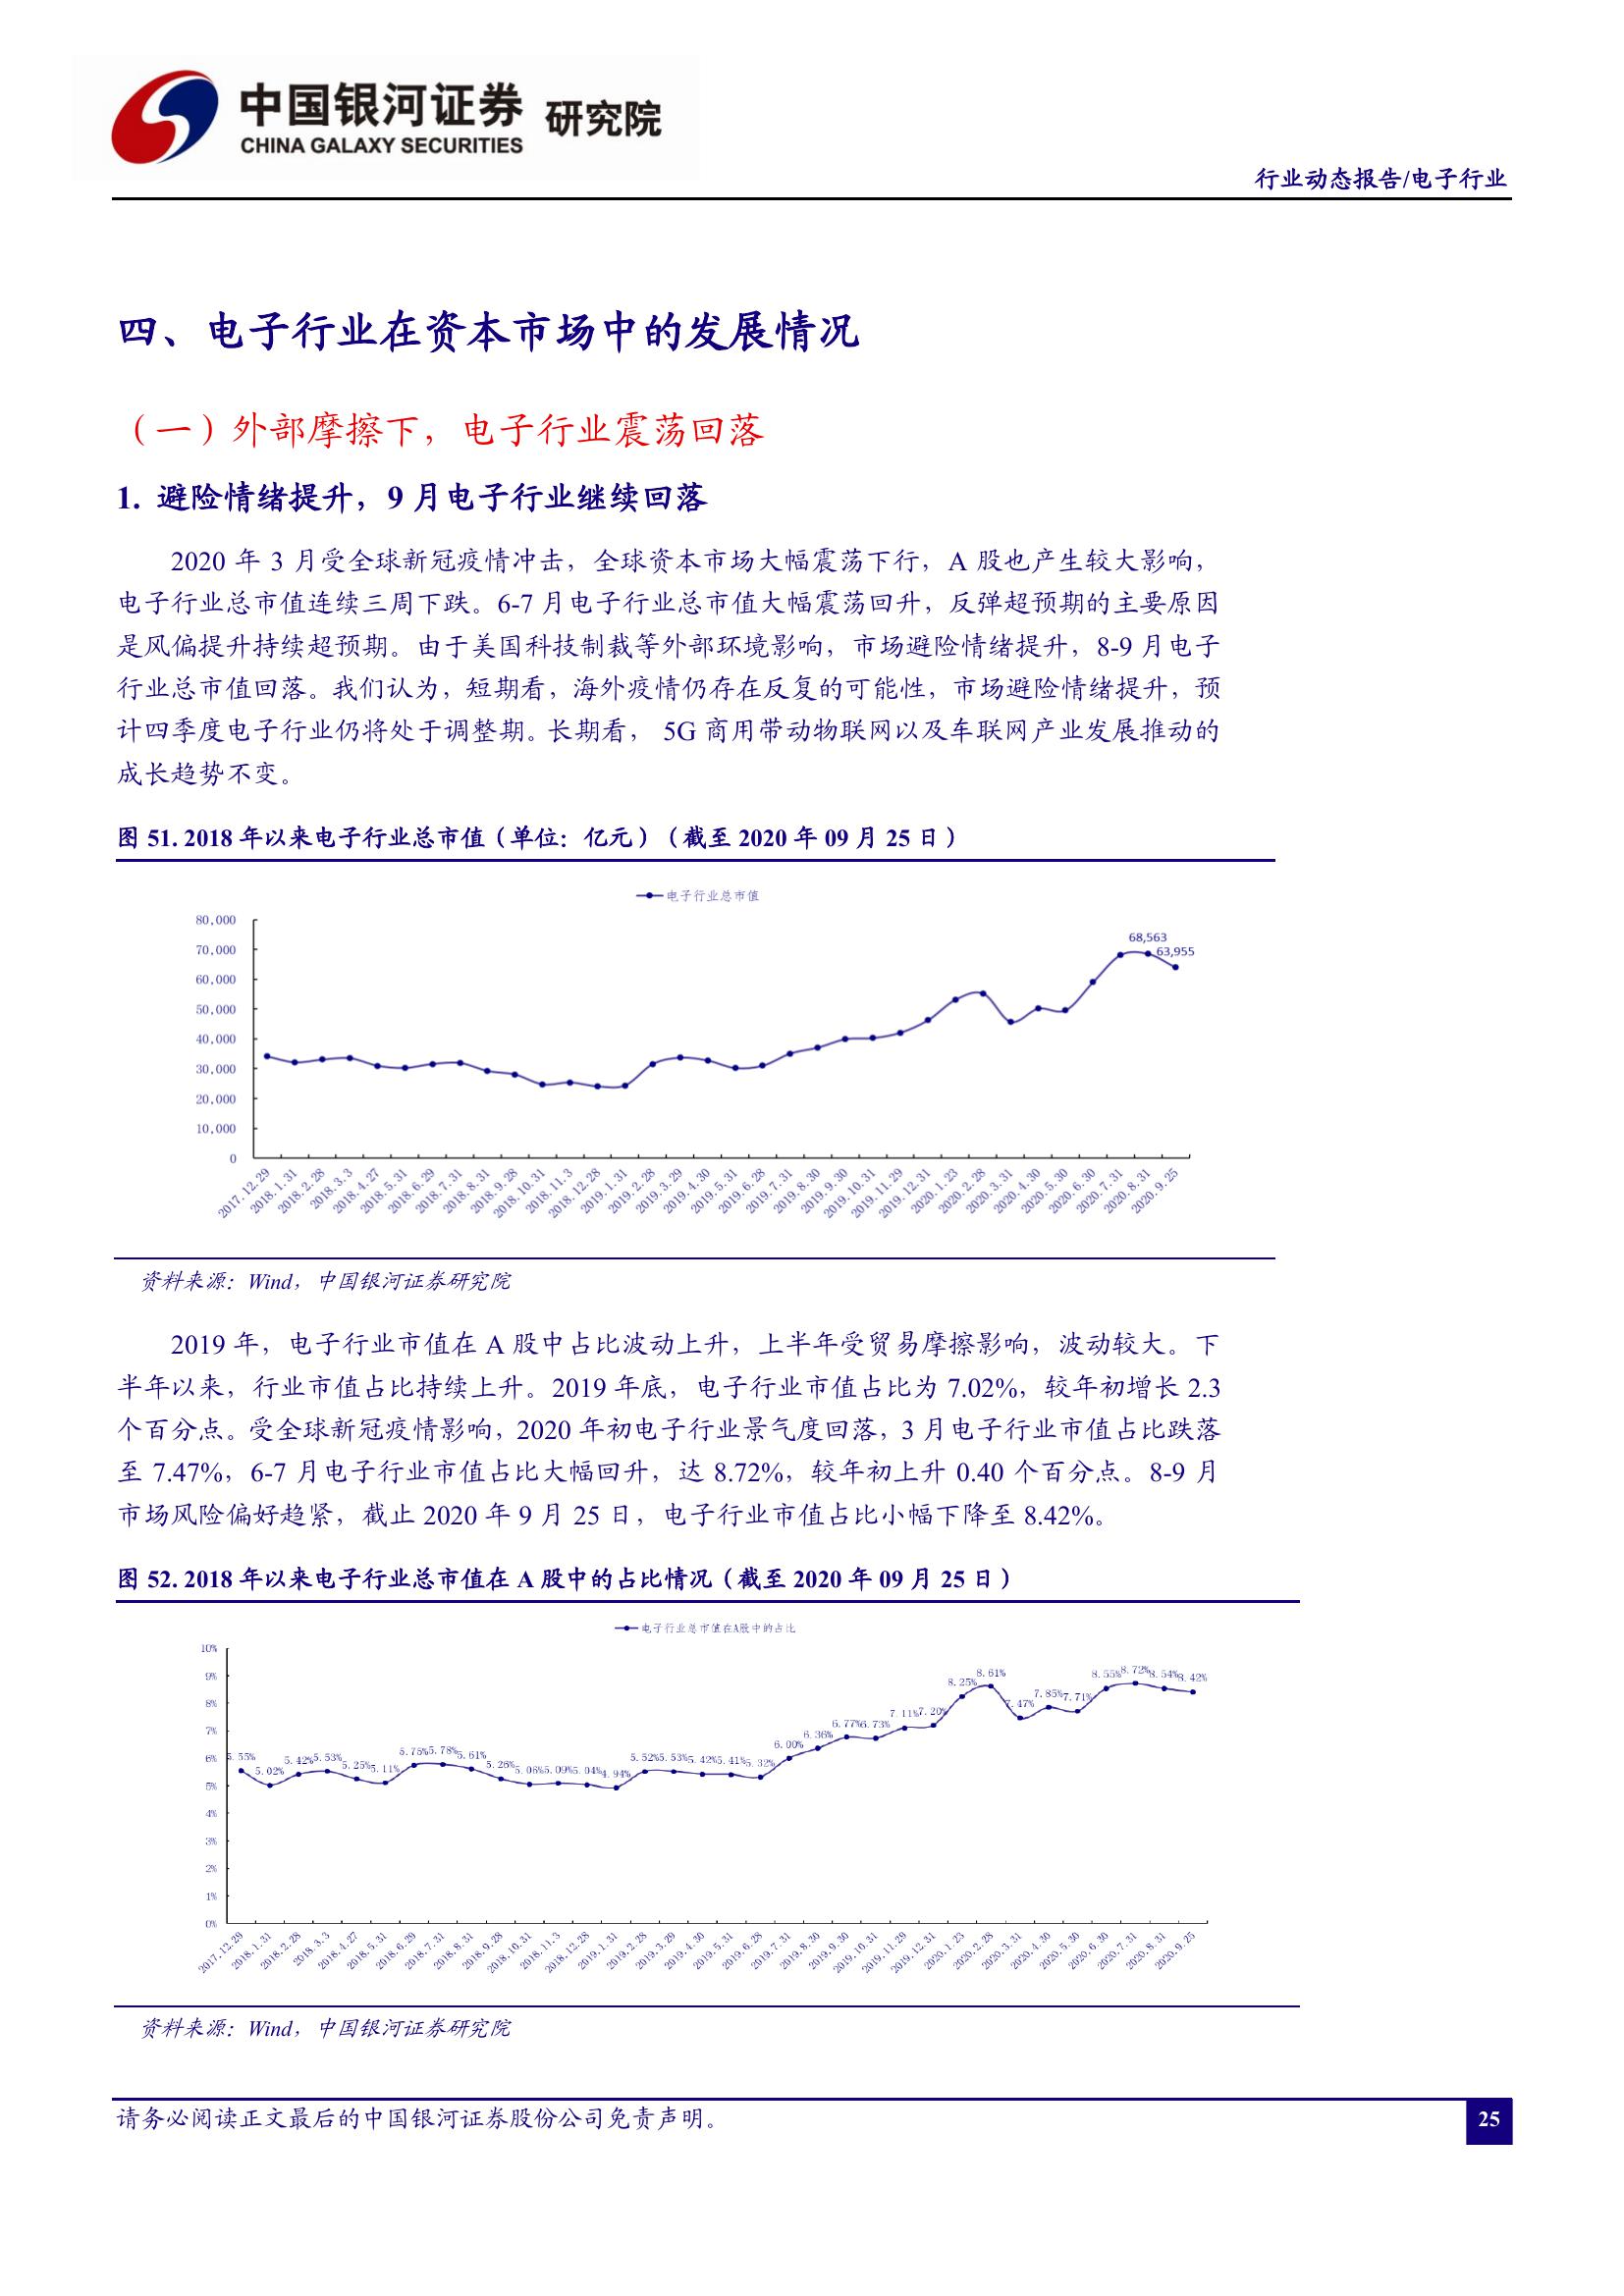 中国银河证券 研究院
CHINA GALAXY SECURITIES
行业动态报告/电子行业
四、电子行业在资本市场中的发展情况
（一）外部摩擦下，电子行业震荡回落
1. 避险情绪提升，9 月电子行业继续回落
2020 年 3 月受全球新冠疫情冲击，全球资本市场大幅震荡下行，A 股也产生较大影响，
电子行业总市值连续三周下跌。6-7 月电子行业总市值大幅震荡回升，反弹超预期的主要原因
是风偏提升持续超预期。由于美国科技制裁等外部环境影响，市场避险情绪提升，8-9 月电子
行业总市值回落。我们认为，短期看，海外疫情仍存在反复的可能性，市场避险情绪提升，预
计四季度电子行业仍将处于调整期。长期看， 5G 商用带动物联网以及车联网产业发展推动的
成长趋势不变。
图 51. 2018 年以来电子行业总市值（单位：亿元）（截至 2020 年 09 月 25 日）
电子行业总市值
80,000
70,000
60,000
50,000
40,000
30,000
20,000
10,000
0
68,563
63,955
2017.12.29 2018.1.31 2018.2.28 2018.3.3 2018.4.27 2018.5.31 2018.6.29 2018.7.31 2018.8.31 2018.9.28 2018.10.31 2018.11.3 2018.12.28 2019.1.31 2019.2.28 2019.3.29 2019.4.30 2019.5.31 2019.6.28 2019.7.31 2019.8.30 2019.9.30 2019.10.31 2019.11.29 2019.12.31 2020.1.23 2020.2.28 2020.3.31 2020.4.30 2020.5.30 2020.6.30 2020.7.31 2020.8.31 2020.9.25
资料来源：Wind，中国银河证券研究院
2019 年，电子行业市值在 A 股中占比波动上升，上半年受贸易摩擦影响，波动较大。下
半年以来，行业市值占比持续上升。2019 年底，电子行业市值占比为 7.02%，较年初增长 2.3
个百分点。受全球新冠疫情影响，2020 年初电子行业景气度回落，3 月电子行业市值占比跌落
至 7.47%，6-7 月电子行业市值占比大幅回升，达 8.72%，较年初上升 0.40 个百分点。8-9 月
市场风险偏好趋紧，截止 2020 年 9 月 25 日，电子行业市值占比小幅下降至 8.42%。
图 52. 2018 年以来电子行业总市值在 A 股中的占比情况（截至 2020 年 09 月 25 日）
电子行业总市值在A股中的占比
10%
9%
8%
7%
6%
5%
4%
3%
2%
1%
0%
5.55% 5.02% 5.42% 5.53% 5.25% 5.11% 5.75% 5.78% 5.61% 5.26% 5.06% 5.09% 5.04% 4.94% 5.52% 5.53% 5.42% 5.41% 5.32% 6.00% 6.36% 6.77% 6.73% 7.11% 7.20% 8.25% 8.61% 7.47% 7.85% 7.71% 8.55% 8.72% 8.54% 8.42%
2017.12.29 2018.1.31 2018.2.28 2018.3.3 2018.4.27 2018.5.31 2018.6.29 2018.7.31 2018.8.31 2018.9.28 2018.10.31 2018.11.3 2018.12.28 2019.1.31 2019.2.28 2019.3.29 2019.4.30 2019.5.31 2019.6.28 2019.7.31 2019.8.30 2019.9.30 2019.10.31 2019.11.29 2019.12.31 2020.1.23 2020.2.28 2020.3.31 2020.4.30 2020.5.30 2020.6.30 2020.7.31 2020.8.31 2020.9.25
资料来源：Wind，中国银河证券研究院
请务必阅读正文最后的中国银河证券股份公司免责声明。
25